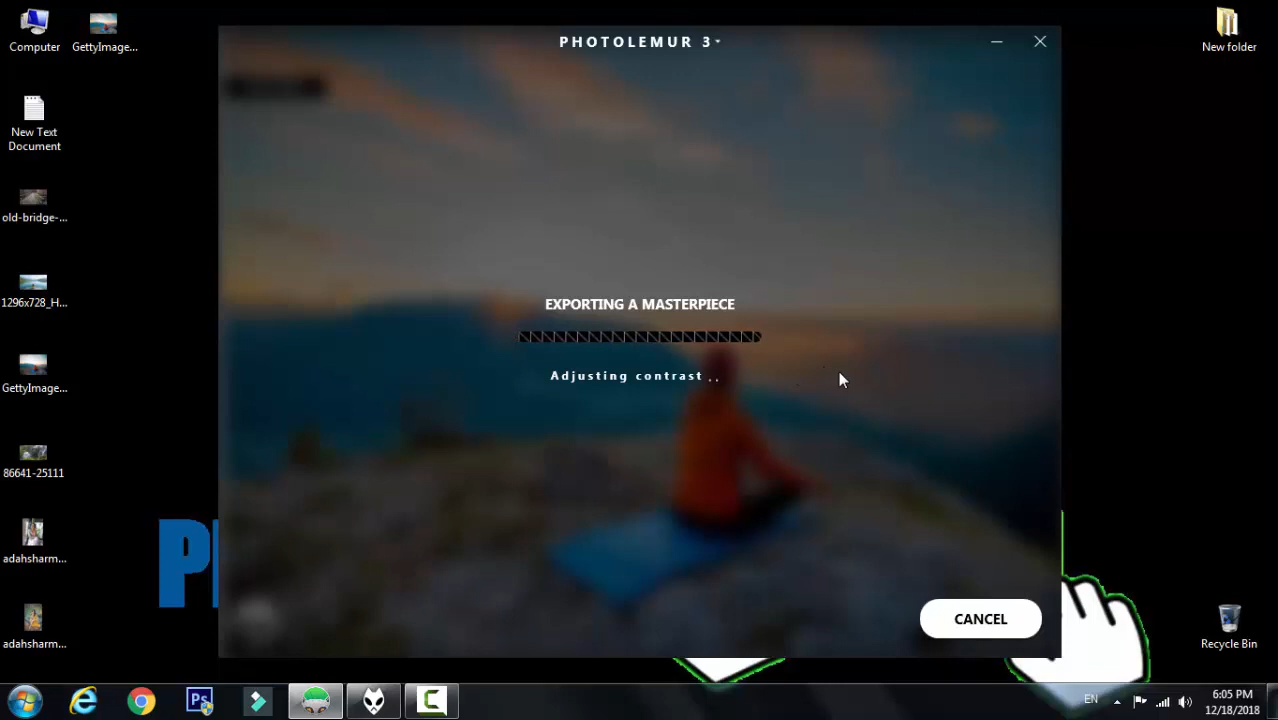 Computer
GettyImage...
New Text
Document
old-bridge-...
1296x728_H...
GettyImage...
86641-25111
adahsharm...
adahsharm...
PHOTOLEMUR 3
EXPORTING A MASTERPIECE
Adjusting contrast ..
CANCEL
New folder
Recycle Bin
Ps
EN
6:05 PM
12/18/2018